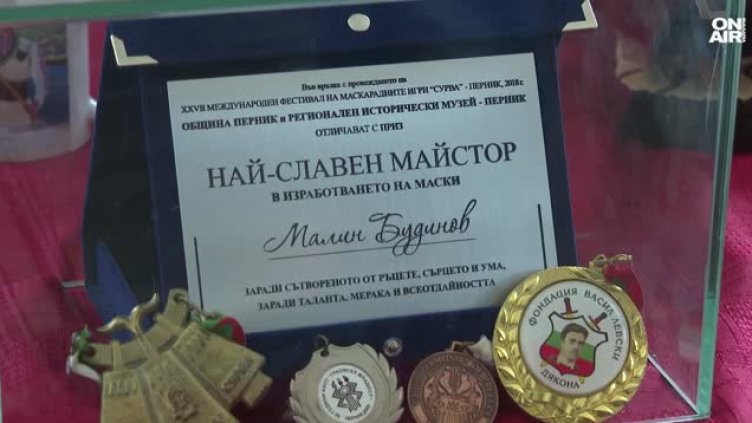 ON AIR
Във връзка с провеждането на
XXVII МЕЖДУНАРОДЕН ФЕСТИВАЛ НА МАСКАРАДНИТЕ ИГРИ "СУРВА" - ПЕРНИК, 2018 г.
ОБЩИНА ПЕРНИК и РЕГИОНАЛЕН ИСТОРИЧЕСКИ МУЗЕЙ - ПЕРНИК
ОТЛИЧАВАТ С ПРИЗ
НАЙ-СЛАВЕН МАЙСТОР
В ИЗРАБОТВАНЕТО НА МАСКИ
Малин Будинов
ЗАРАДИ СЪТВОРЕНОТО ОТ РЪЦЕТЕ, СЪРЦЕТО И УМА,
ЗАРАДИ ТАЛАНТА, МЕРАКА И ВСЕОТДАЙНОСТТА
ФОНДАЦИЯ ВАСИЛ ЛЕВСКИ
ДЯКОНА